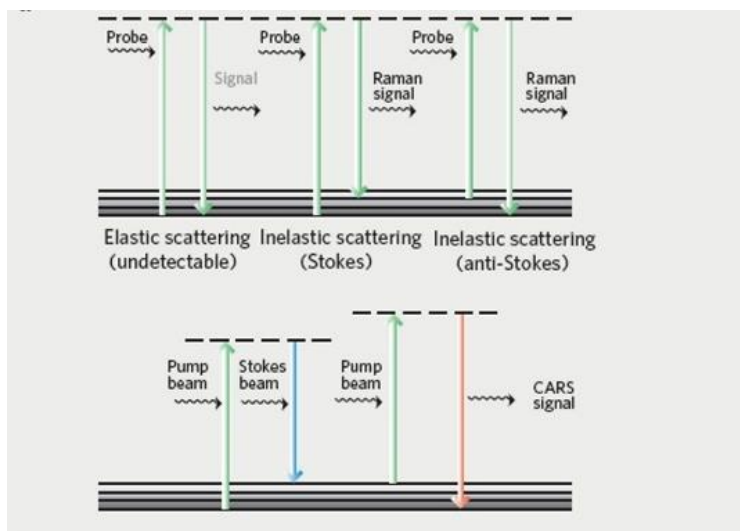 Probe
Signal
Probe
Raman
signal
Probe
Raman
signal
Elastic scattering
(undetectable)
Inelastic scattering
(Stokes)
Inelastic scattering
(anti-Stokes)
Pump
beam
Stokes
beam
Pump
beam
CARS
signal